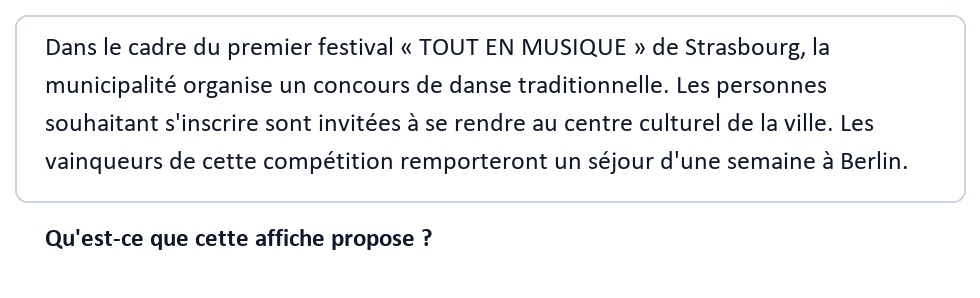 Dans le cadre du premier festival « TOUT EN MUSIQUE » de Strasbourg, la
municipalité organise un concours de danse traditionnelle. Les personnes
souhaitant s'inscrire sont invitées à se rendre au centre culturel de la ville. Les
vainqueurs de cette compétition remporteront un séjour d'une semaine à Berlin.
Qu'est-ce que cette affiche propose ?